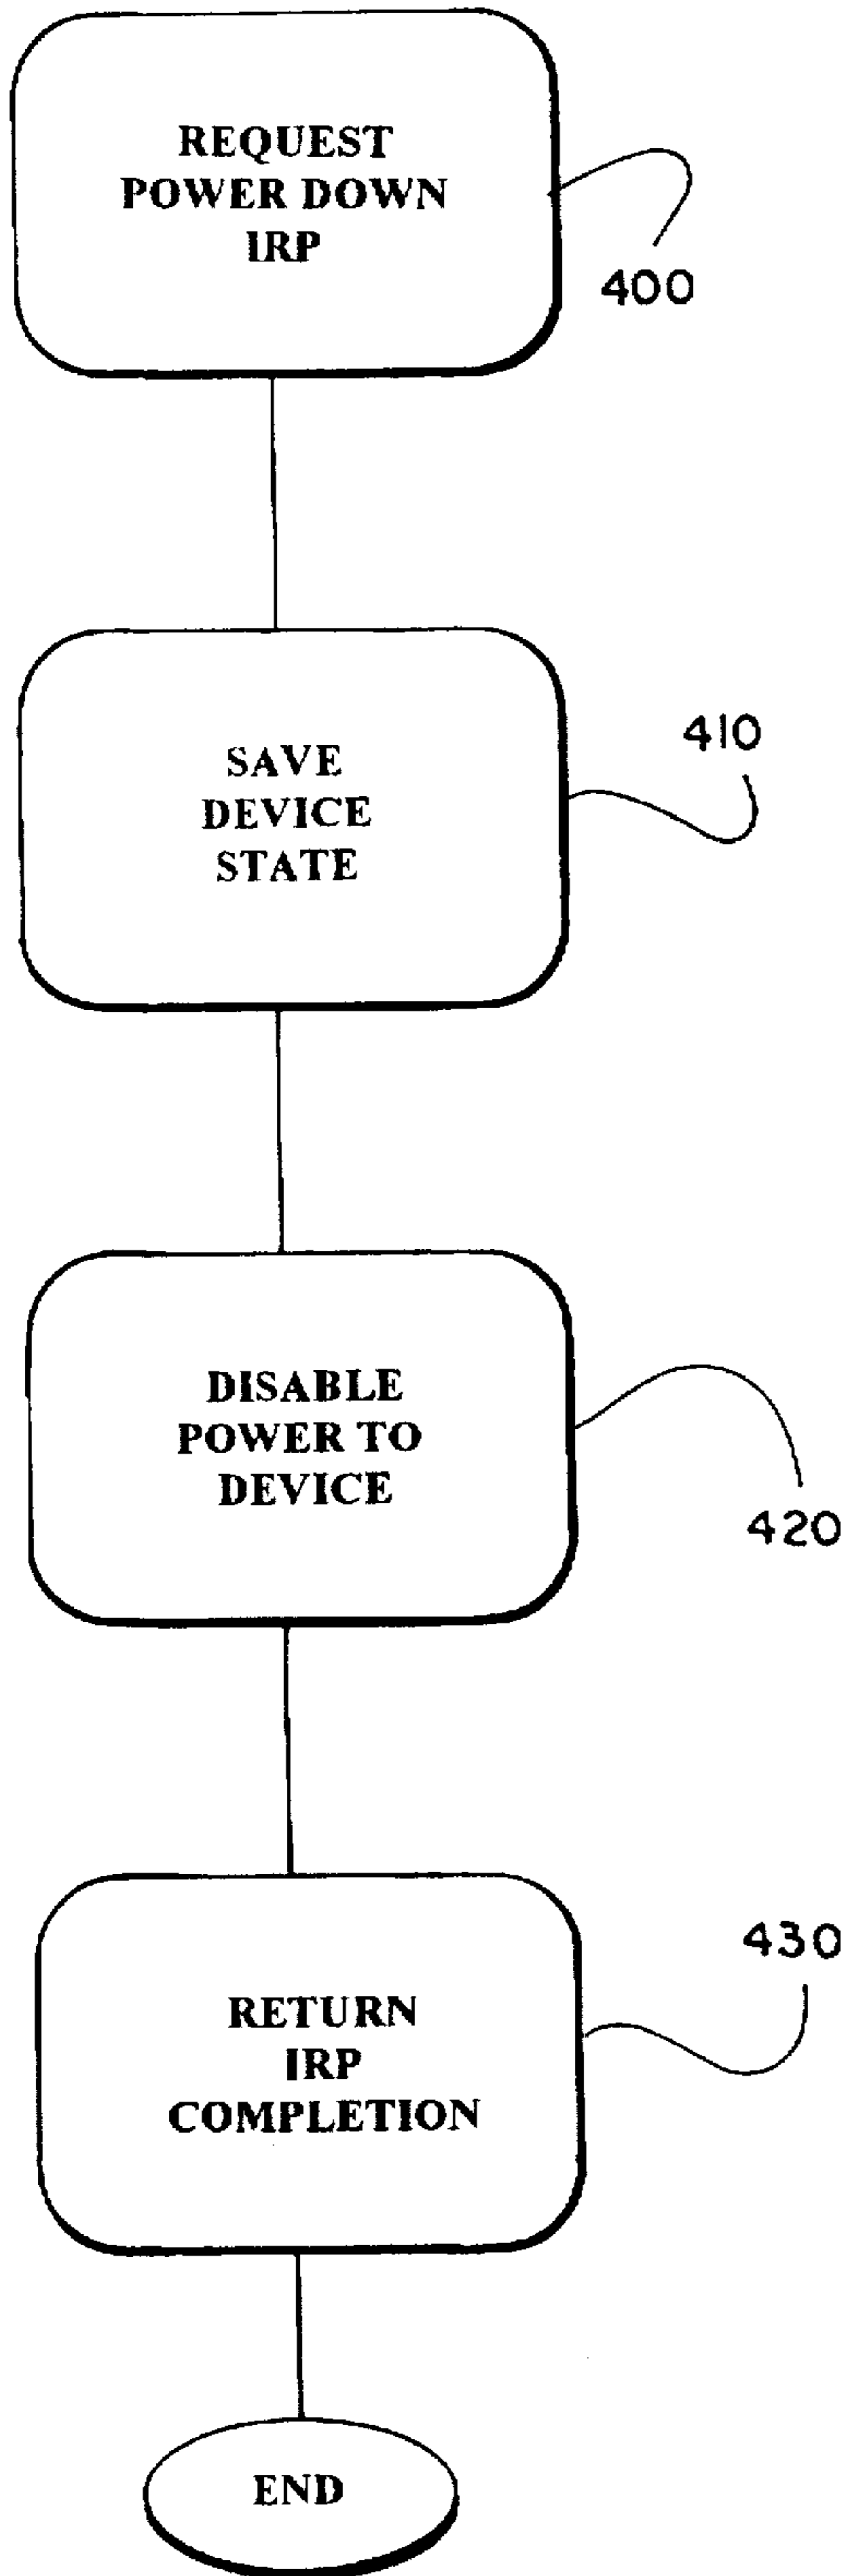 REQUEST
POWER DOWN
IRP
400
SAVE
DEVICE
STATE
410
DISABLE
POWER TO
DEVICE
420
RETURN
IRP
COMPLETION
430
END